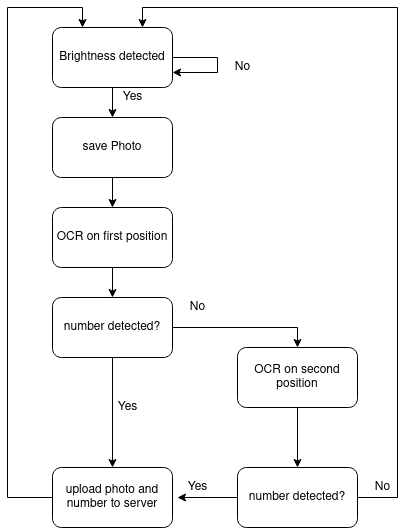 Brightness detected
No
Yes
save Photo
OCR on first position
number detected?
No
OCR on second
position
Yes
upload photo and
number to server
Yes
number detected?
No